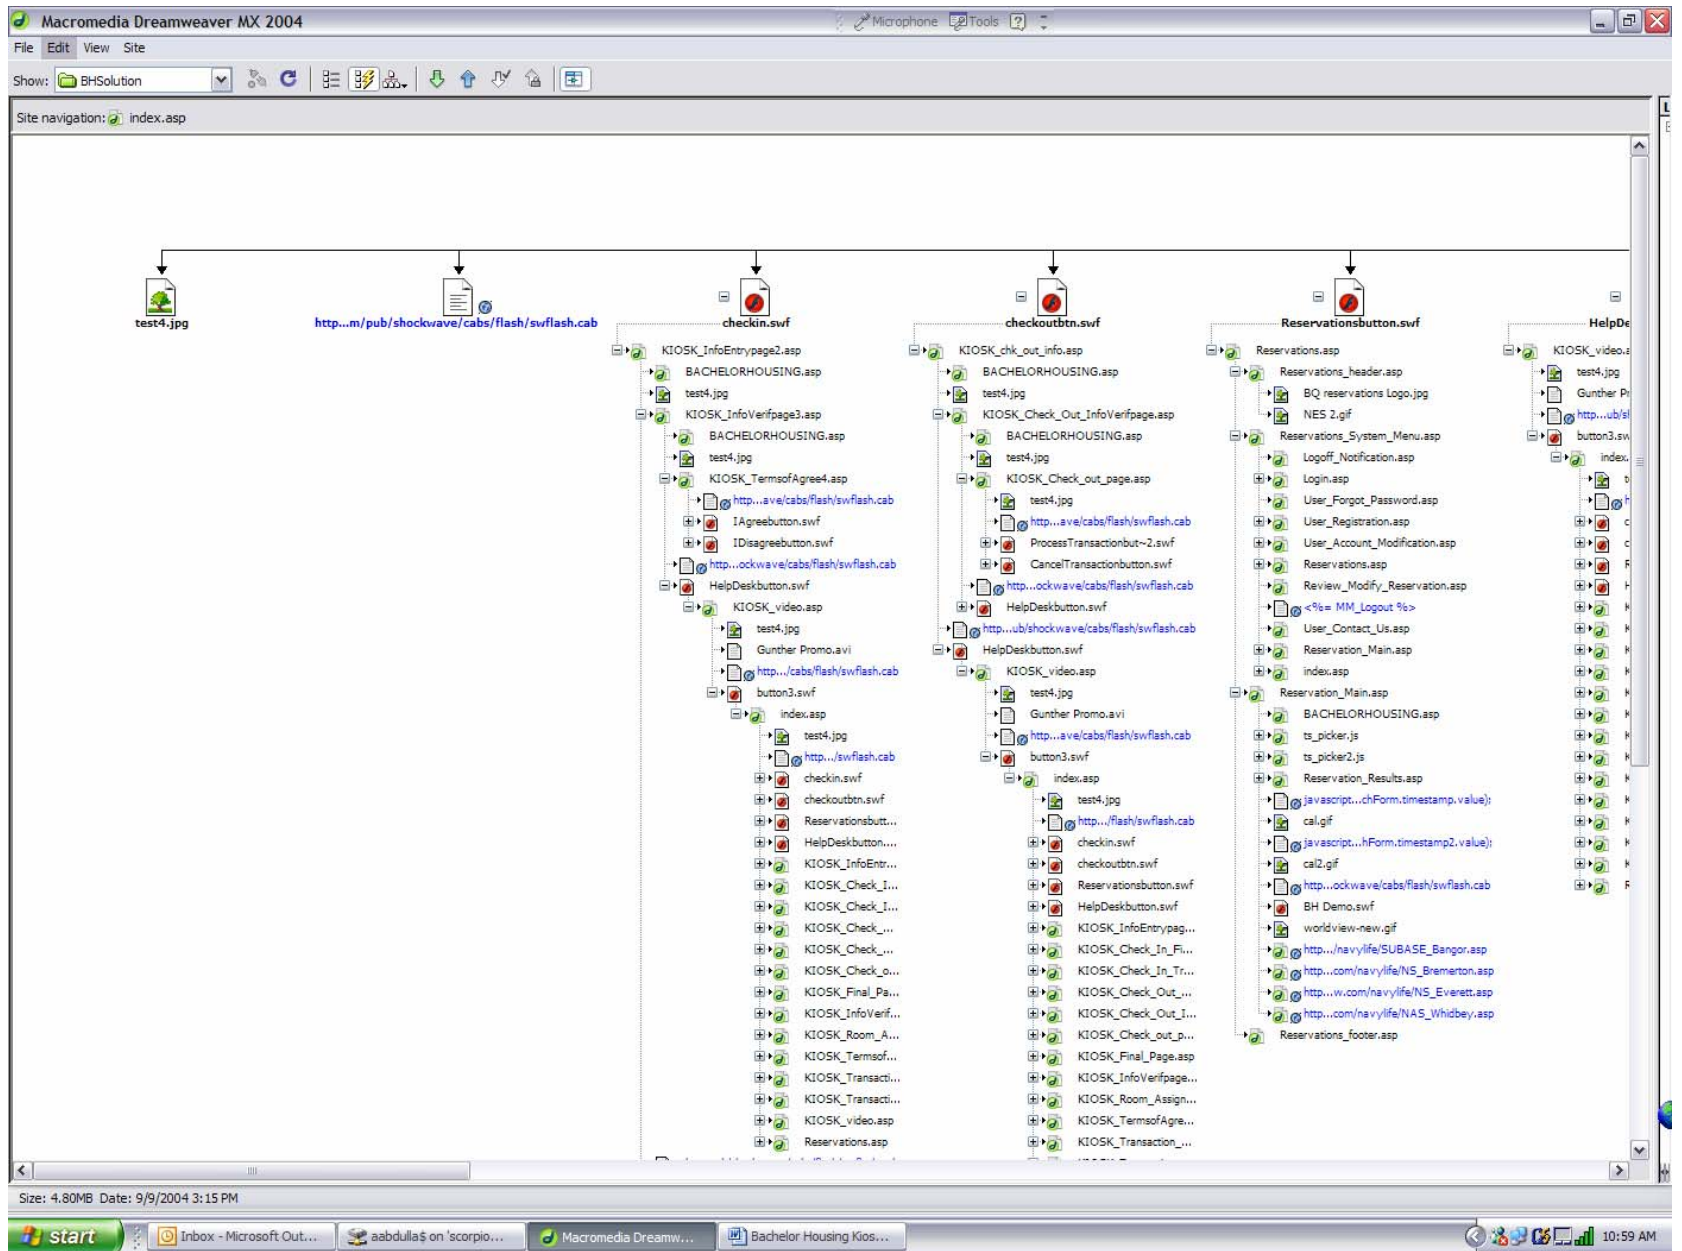 Macromedia Dreamweaver MX 2004
Microphone Tools
File Edit View Site
Show: BHSolution
Site navigation: index.asp
test4.jpg
http...m/pub/shockwave/cabs/flash/swflash.cab
checkin.swf
KIOSK_InfoEntrypage2.asp
BACHELORHOUSING.asp
test4.jpg
KIOSK_InfoVerifpage3.asp
BACHELORHOUSING.asp
test4.jpg
KIOSK_TermsofAgree4.asp
http...ave/cabs/flash/swflash.cab
IAgreebutton.swf
IDisagreebutton.swf
http...ockwave/cabs/flash/swflash.cab
HelpDeskbutton.swf
KIOSK_video.asp
test4.jpg
Gunther Promo.avi
http.../cabs/flash/swflash.cab
button3.swf
index.asp
test4.jpg
http.../swflash.cab
checkin.swf
checkoutbtn.swf
Reservationsbutt...
HelpDeskbutton....
KIOSK_InfoEntr...
KIOSK_Check_I...
KIOSK_Check_I...
KIOSK_Check_...
KIOSK_Check_...
KIOSK_Check_o...
KIOSK_Final_Pa...
KIOSK_InfoVerif...
KIOSK_Room_A...
KIOSK_Termsof...
KIOSK_Transacti...
KIOSK_Transacti...
KIOSK_video.asp
Reservations.asp
checkoutbtn.swf
KIOSK_chk_out_info.asp
BACHELORHOUSING.asp
test4.jpg
KIOSK_Check_Out_InfoVerfpage.asp
BACHELORHOUSING.asp
test4.jpg
KIOSK_Check_out_page.asp
test4.jpg
http...ave/cabs/flash/swflash.cab
ProcessTransactionbut~2.swf
CancelTransactionbutton.swf
http...ockwave/cabs/flash/swflash.cab
HelpDeskbutton.swf
http...ub/shockwave/cabs/flash/swflash.cab
HelpDeskbutton.swf
KIOSK_video.asp
test4.jpg
Gunther Promo.avi
http...ave/cabs/flash/swflash.cab
button3.swf
index.asp
test4.jpg
http.../flash/swflash.cab
checkin.swf
checkoutbtn.swf
Reservationsbutton.swf
HelpDeskbutton.swf
KIOSK_InfoEntrypag...
KIOSK_Check_In_Fi...
KIOSK_Check_In_Tr...
KIOSK_Check_Out_...
KIOSK_Check_Out_I...
KIOSK_Check_out_p...
KIOSK_Final_Page.asp
KIOSK_InfoVerifpage...
KIOSK_Room_Assign...
KIOSK_TermsofAgre...
KIOSK_Transaction_...
Reservationsbutton.swf
Reservations.asp
Reservations_header.asp
BQ reservations Logo.jpg
NES 2.gif
Reservations_System_Menu.asp
Logoff_Notification.asp
Login.asp
User_Forgot_Password.asp
User_Registration.asp
User_Account_Modification.asp
Reservations.asp
Review_Modify_Reservation.asp
<%= MM_Logout %>
User_Contact_Us.asp
Reservation_Main.asp
index.asp
Reservation_Main.asp
BACHELORHOUSING.asp
ts_picker.js
ts_picker2.js
Reservation_Results.asp
javascript...chForm.timestamp.value);
cal.gif
javascript...hForm.timestamp2.value);
cal2.gif
http...ockwave/cabs/flash/swflash.cab
BH Demo.swf
worldview-new.gif
http.../navylife/SUBASE_Bangor.asp
http...com/navylife/NS_Bremerton.asp
http...w.com/navylife/NS_Everett.asp
http...com/navylife/NAS_Whidbey.asp
Reservations_footer.asp
HelpDe
KIOSK_video.a
test4.jpg
Gunther Pr
http...ub/s
button3.sw
index.
Size: 4.80MB Date: 9/9/2004 3:15 PM
start
Inbox - Microsoft Out...
aabdulla$ on 'scorpio...
Macromedia Dreamw...
Bachelor Housing Kios...
10:59 AM